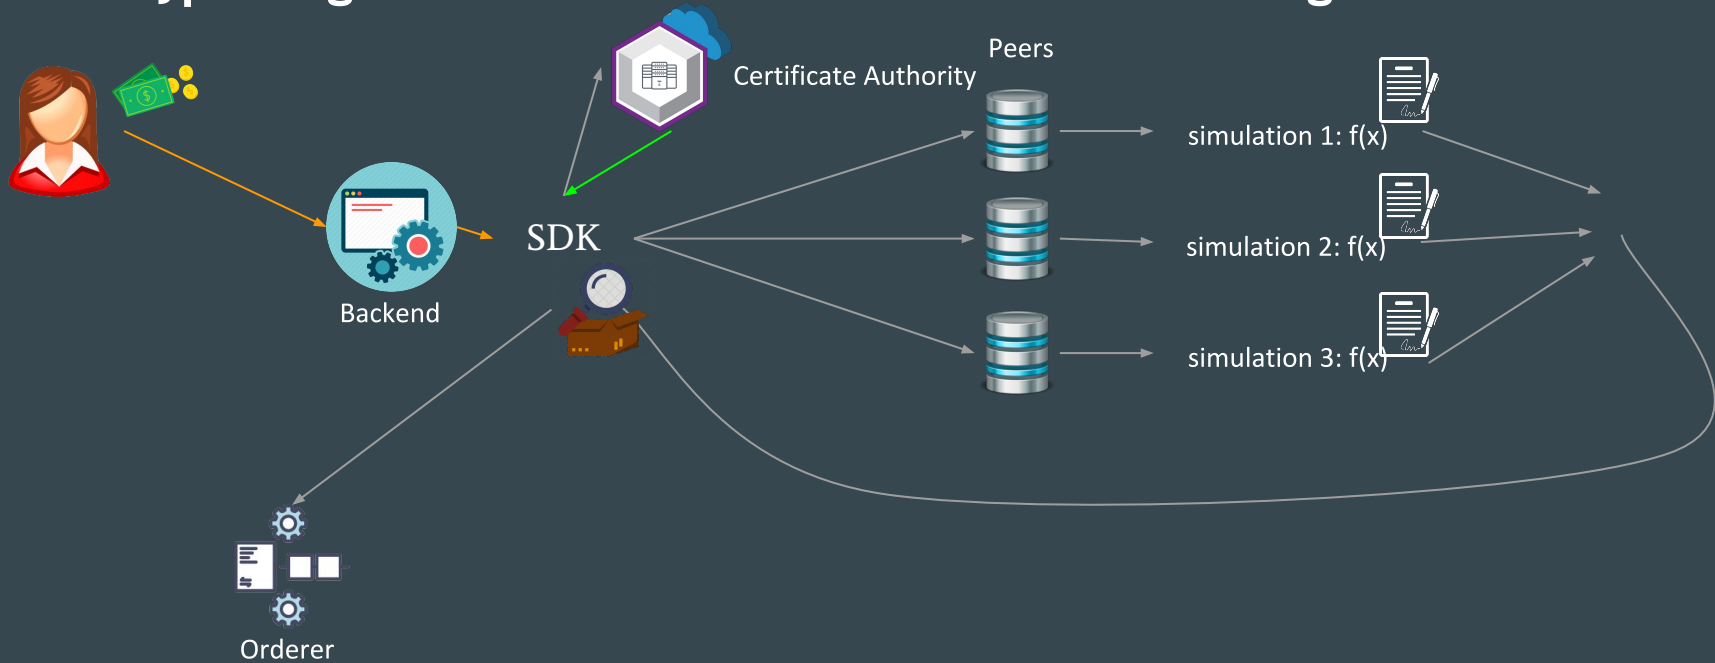 Certificate Authority
Peers
simulation 1: f(x)
SDK
simulation 2: f(x)
Backend
simulation 3: f(x)
Orderer